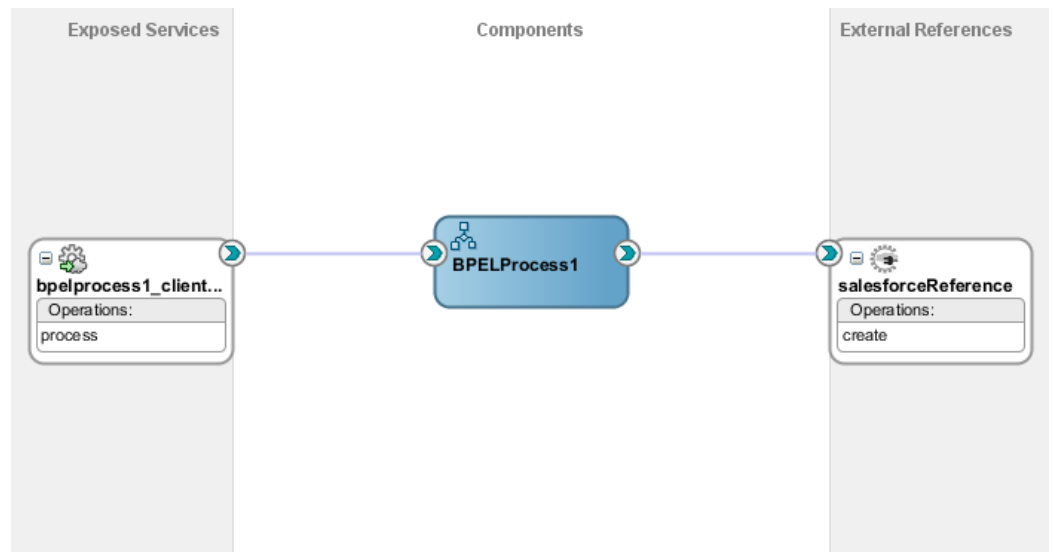 Exposed Services
Components
External References
bpelprocess1_client...
Operations:
process
BPELProcess1
salesforceReference
Operations:
create